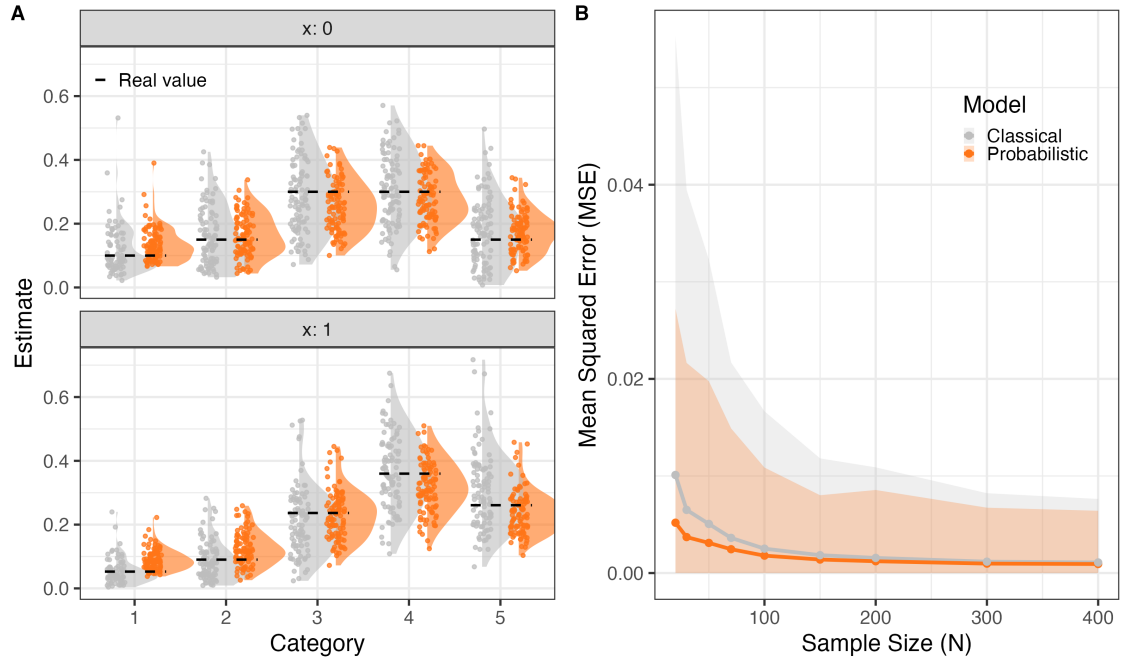 A
x: 0
Real value
0.6
0.4
0.2
0.0
x: 1
0.6
0.4
0.2
0.0
1 2 3 4 5
Category
Estimate
B
Model
Classical
Probabilistic
0.04
0.02
0.00
100 200 300 400
Sample Size (N)
Mean Squared Error (MSE)